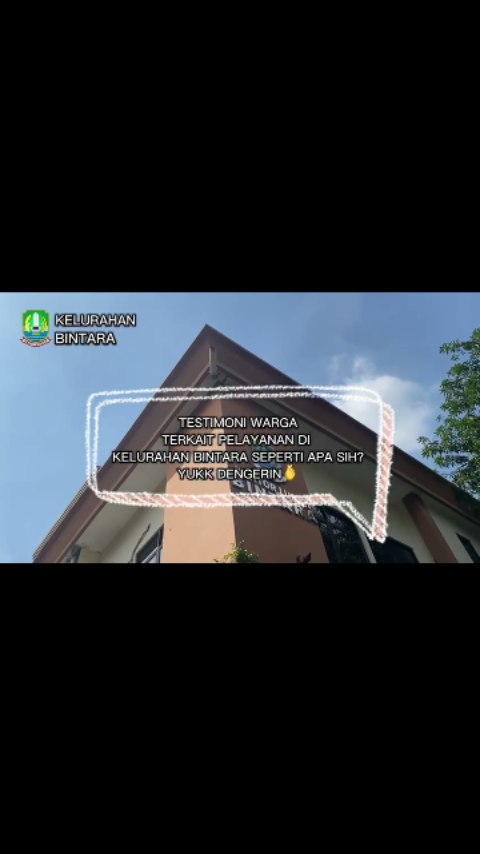 KELURAHAN
BINTARA
TESTIMONI WARGA
TERKAIT PELAYANAN DI
KELURAHAN BINTARA SEPERTI APA SIH?
YUKK DENGERIN